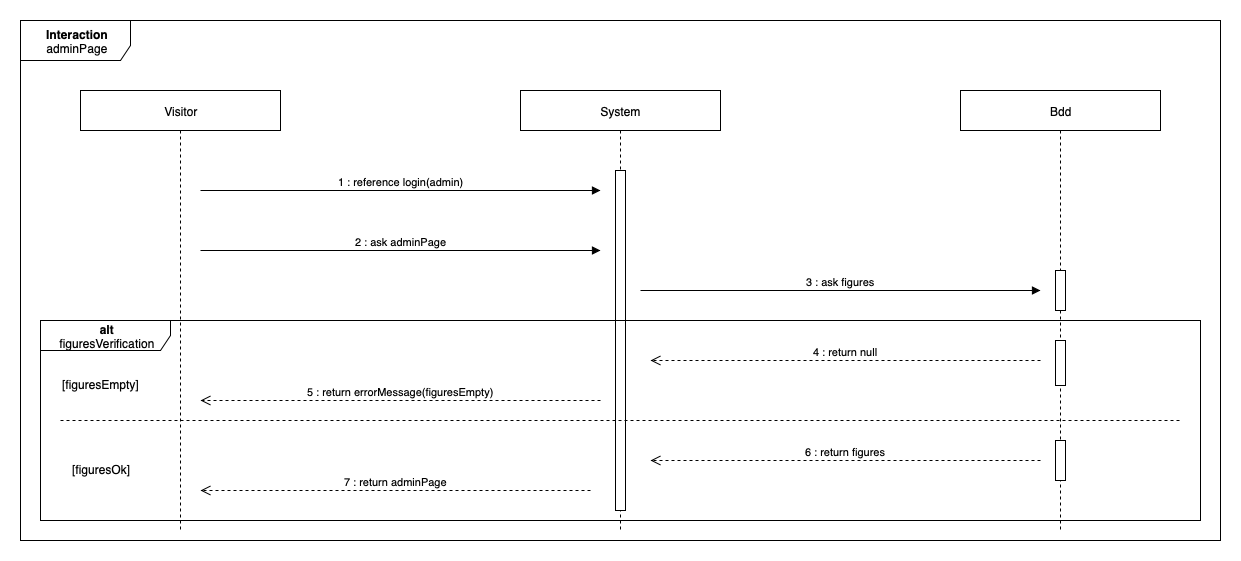 Interaction
adminPage
Visitor
System
Bdd
1 : reference login(admin)
2 : ask adminPage
3 : ask figures
alt
figuresVerification
4 : return null
[figuresEmpty]
5 : return errorMessage(figuresEmpty)
6 : return figures
[figuresOk]
7 : return adminPage